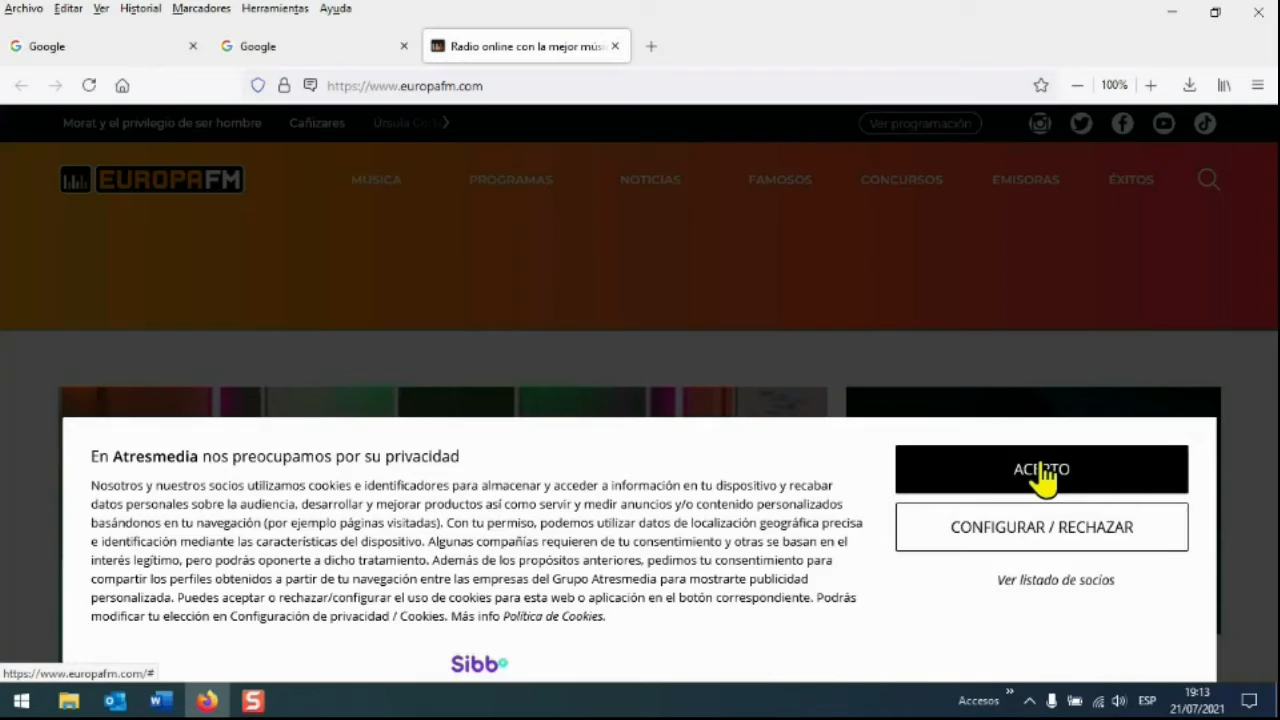 Archivo Editar Ver Historial Marcadores Herramientas Ayuda
Google Google Radio online con la mejor músi
https://www.europafm.com 100%
Morat y el privilegio de ser hombre Cañizares Úrsula Ver programación
EUROPAFM MÚSICA PROGRAMAS NOTICIAS FAMOSOS CONCURSOS EMISORAS ÉXITOS
En Atresmedia nos preocupamos por su privacidad
Nosotros y nuestros socios utilizamos cookies e identificadores para almacenar y acceder a información en tu dispositivo y recabar
datos personales sobre la audiencia, desarrollar y mejorar productos así como servir y medir anuncios y/o contenido personalizados
basándonos en tu navegación (por ejemplo páginas visitadas). Con tu permiso, podemos utilizar datos de localización geográfica precisa
e identificación mediante las características del dispositivo. Algunas compañías requieren de tu consentimiento y otras se basan en el
interés legítimo, pero podrás oponerte a dicho tratamiento. Además de los propósitos anteriores, pedimos tu consentimiento para
compartir los perfiles obtenidos a partir de tu navegación entre las empresas del Grupo Atresmedia para mostrarte publicidad
personalizada. Puedes aceptar o rechazar/configurar el uso de cookies para esta web o aplicación en el botón correspondiente. Podrás
modificar tu elección en Configuración de privacidad / Cookies. Más info Política de Cookies.
ACEPTO
CONFIGURAR / RECHAZAR
Ver listado de socios
Sibbo
https://www.europafm.com/#
Accesos ESP 19:13
21/07/2021